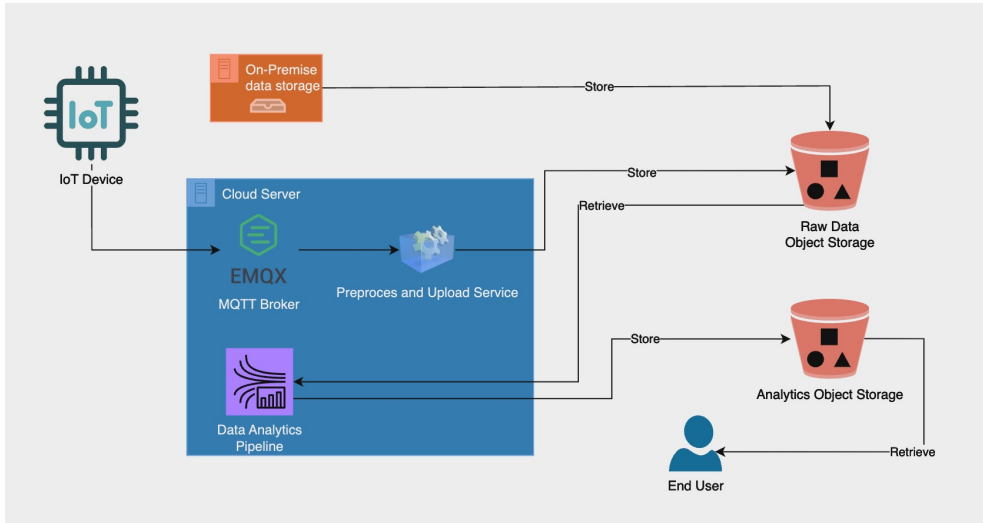 On-Premise
data storage
Store
IoT
IoT Device
Cloud Server
Store
Retrieve
Raw Data
Object Storage
EMQX
MQTT Broker
Preproces and Upload Service
Store
Analytics Object Storage
Data Analytics
Pipeline
Retrieve
End User